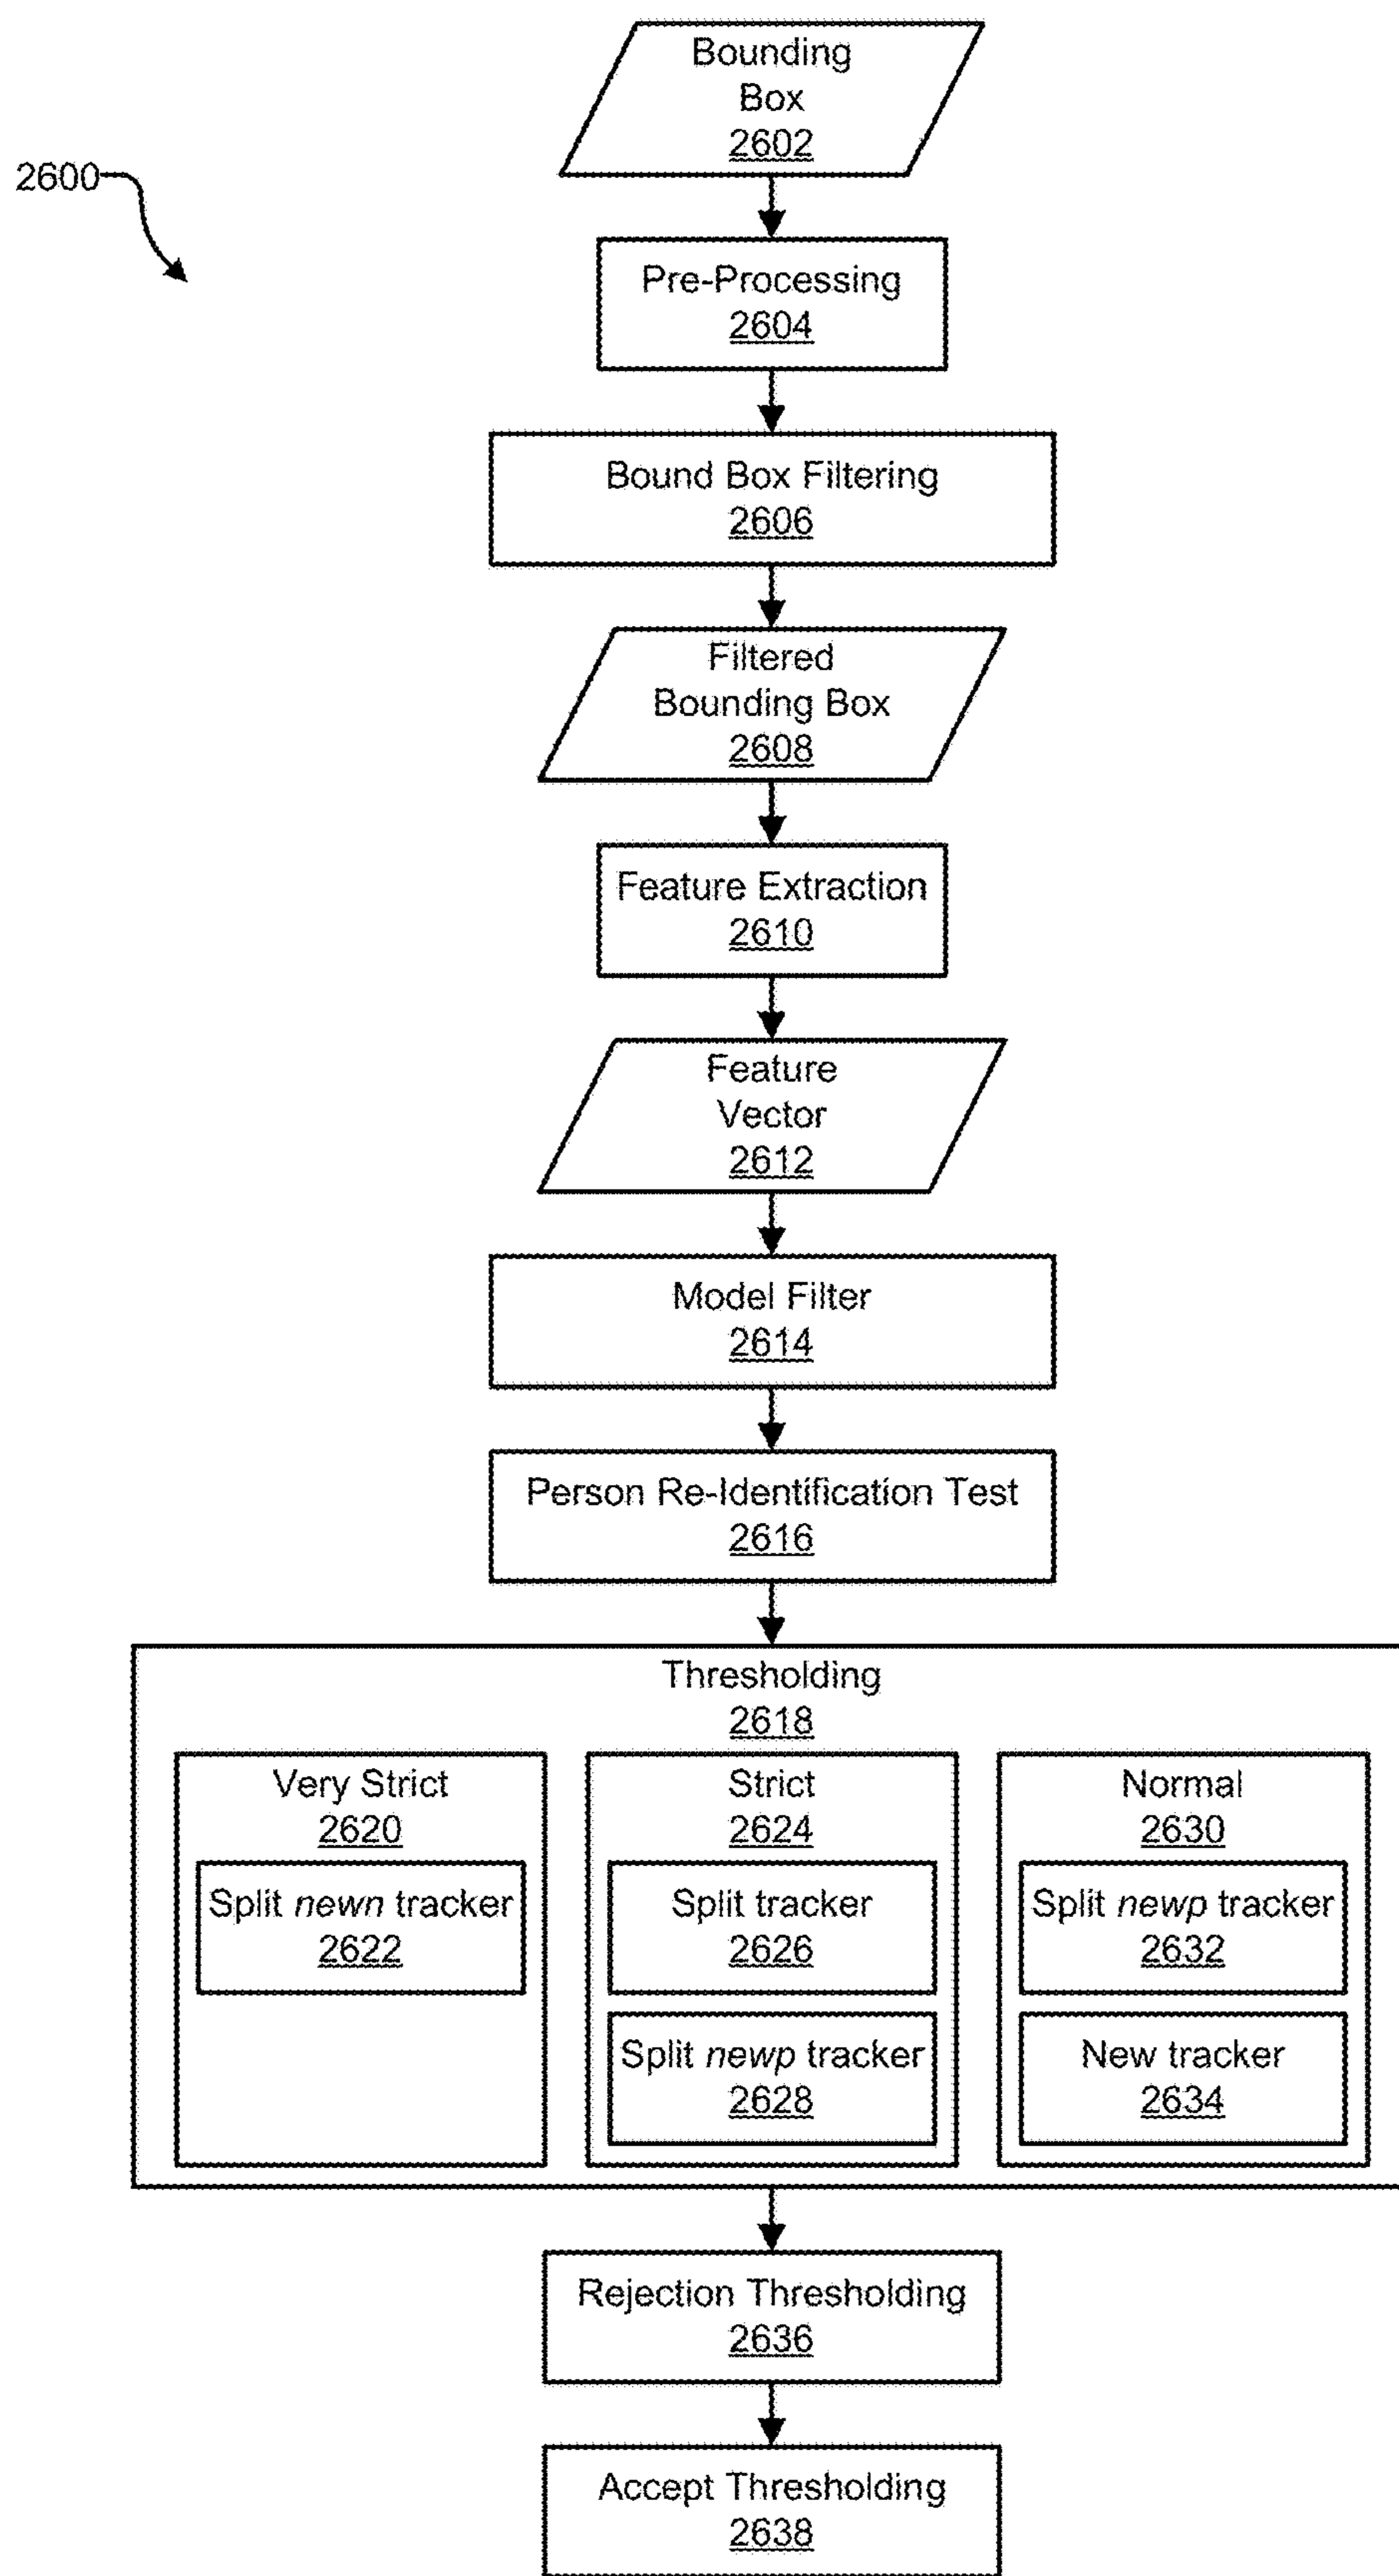 Bounding
Box
2602
2600
Pre-Processing
2604
Bound Box Filtering
2606
Filtered
Bounding Box
2608
Feature Extraction
2610
Feature
Vector
2612
Model Filter
2614
Person Re-Identification Test
2616
Thresholding
2618
Very Strict
2620
Split newn tracker
2622
Strict
2624
Split tracker
2626
Split newp tracker
2628
Normal
2630
Split newp tracker
2632
New tracker
2634
Rejection Thresholding
2636
Accept Thresholding
2638